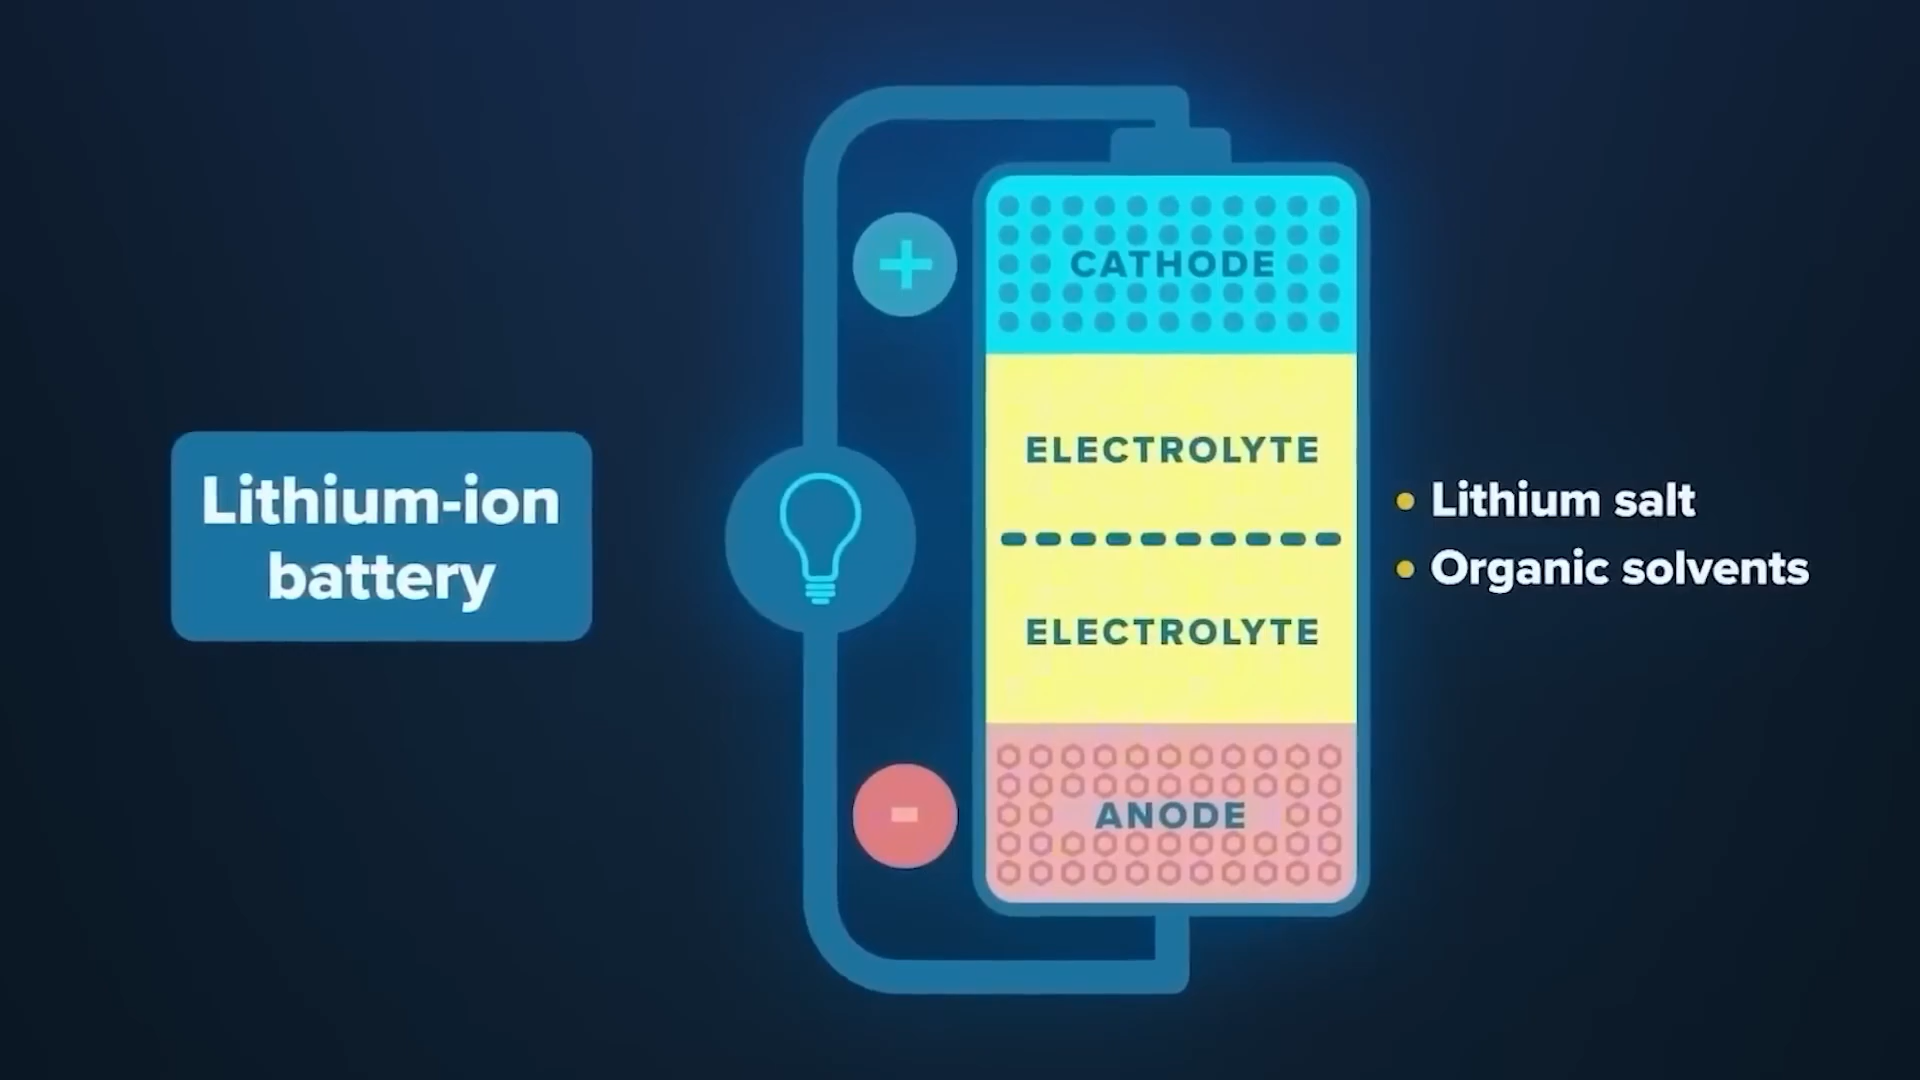 Lithium-ion
battery
+
CATHODE
ELECTROLYTE
ELECTROLYTE
-
ANODE
Lithium salt
Organic solvents